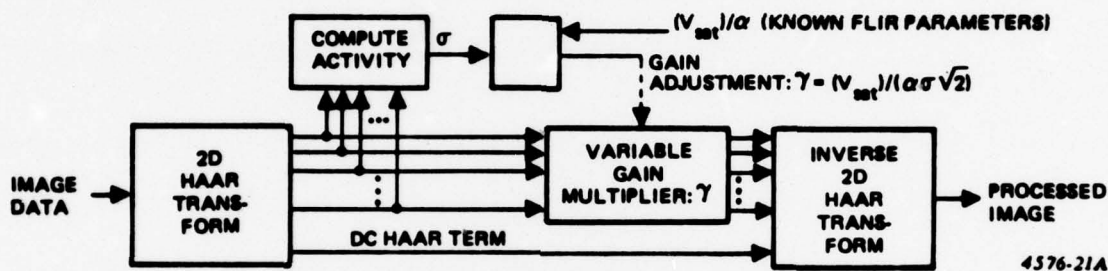 COMPUTE
ACTIVITY
σ
(V_sat)/α (KNOWN FLIR PARAMETERS)
GAIN
ADJUSTMENT: γ = (V_sat)/(ασ√2)
IMAGE
DATA
2D
HAAR
TRANS-
FORM
VARIABLE
GAIN
MULTIPLIER: γ
INVERSE
2D
HAAR
TRANS-
FORM
PROCESSED
IMAGE
DC HAAR TERM
4576-21A